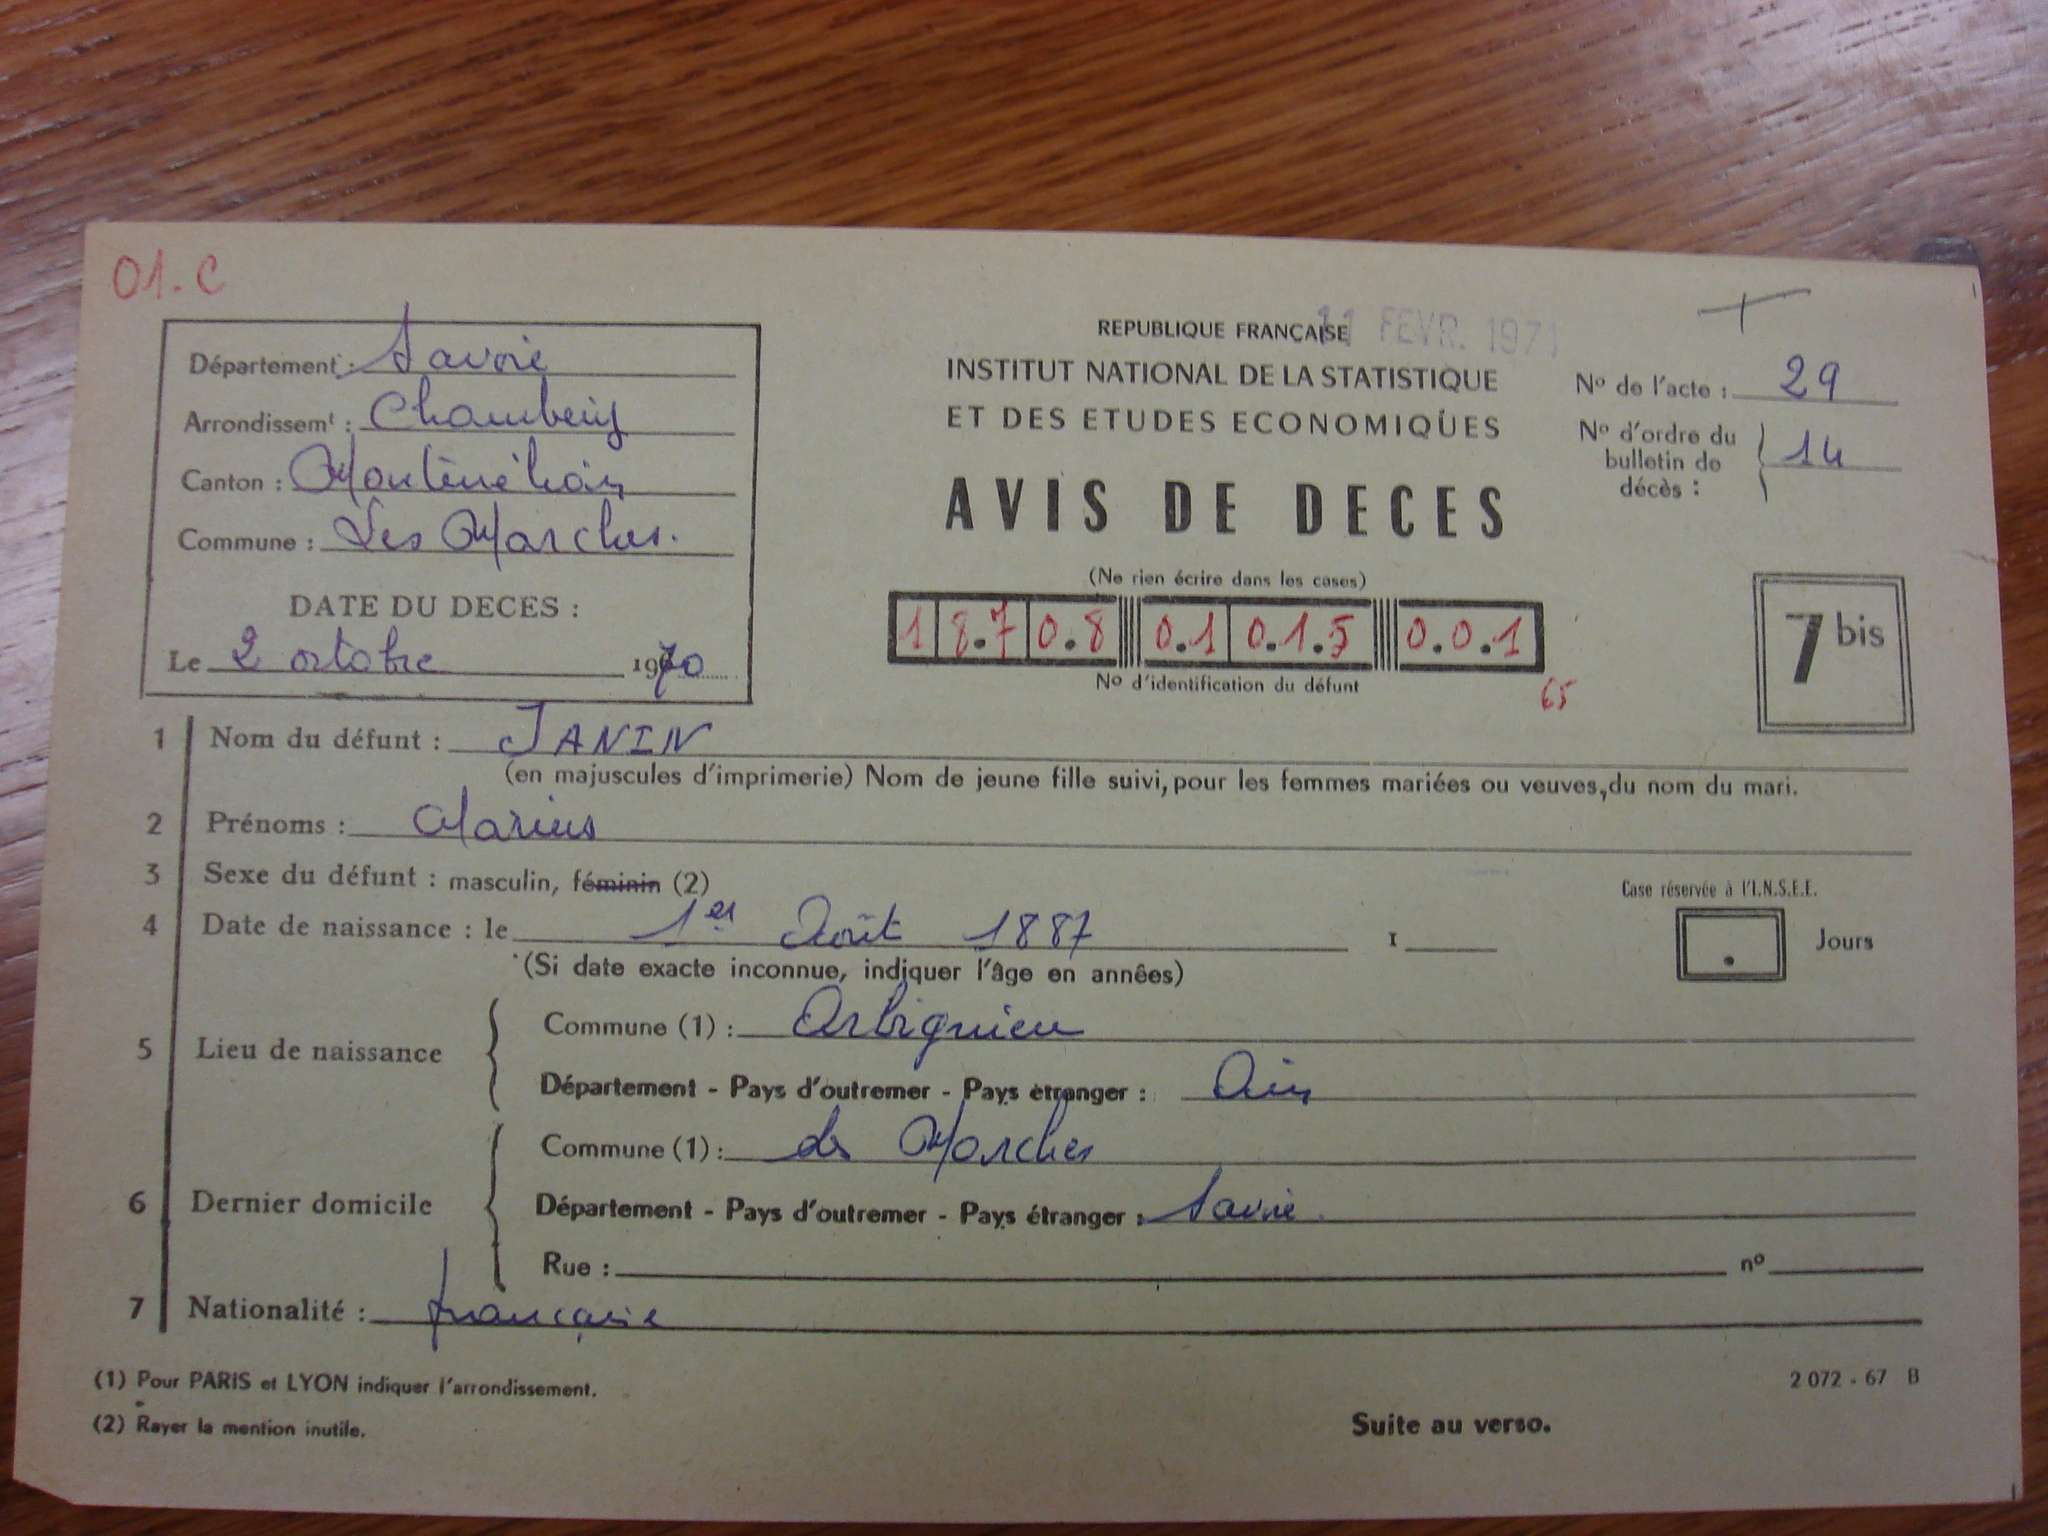 01.C
Département : Savoie
Arrondissemt : Chambéry
Canton : Montmélian
Commune : Les Marches.
DATE DU DECES :
Le 2 octobre 1970
REPUBLIQUE FRANÇAISE
11 FEVR. 1971
INSTITUT NATIONAL DE LA STATISTIQUE
ET DES ETUDES ECONOMIQUES
AVIS DE DECES
(Ne rien écrire dans les cases)
1 8.7 0.8 0.1 0.1.5 0.0.1
No d'identification du défunt
65
No de l'acte : 29
No d'ordre du
bulletin de
décès : 14
7 bis
1 Nom du défunt : JANIN
(en majuscules d'imprimerie) Nom de jeune fille suivi, pour les femmes mariées ou veuves, du nom du mari.
2 Prénoms : Marius
3 Sexe du défunt : masculin, féminin (2)
Case réservée à l'I.N.S.E.E.
4 Date de naissance : le 1er Août 1887 1
. Jours
(Si date exacte inconnue, indiquer l'âge en années)
5 Lieu de naissance
Commune (1) : Arbignieu
Département - Pays d'outremer - Pays étranger : Ain
6 Dernier domicile
Commune (1) : les Marches
Département - Pays d'outremer - Pays étranger : Savoie.
Rue : no
7 Nationalité : française
(1) Pour PARIS et LYON indiquer l'arrondissement.
2 072 - 67 B
(2) Rayer la mention inutile.
Suite au verso.